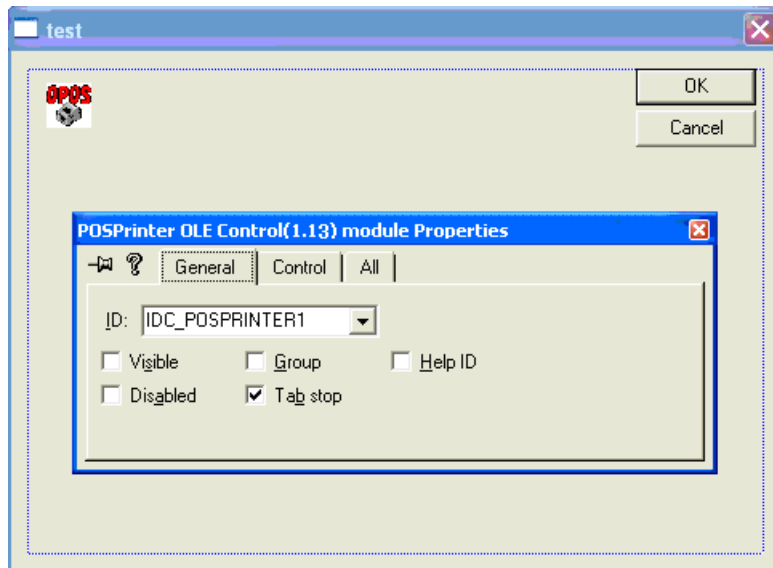 test
OPOS
OK
Cancel
POSPrinter OLE Control(1.13) module Properties
General Control All
ID: IDC_POSPRINTER1
Visible Group Help ID
Disabled Tab stop